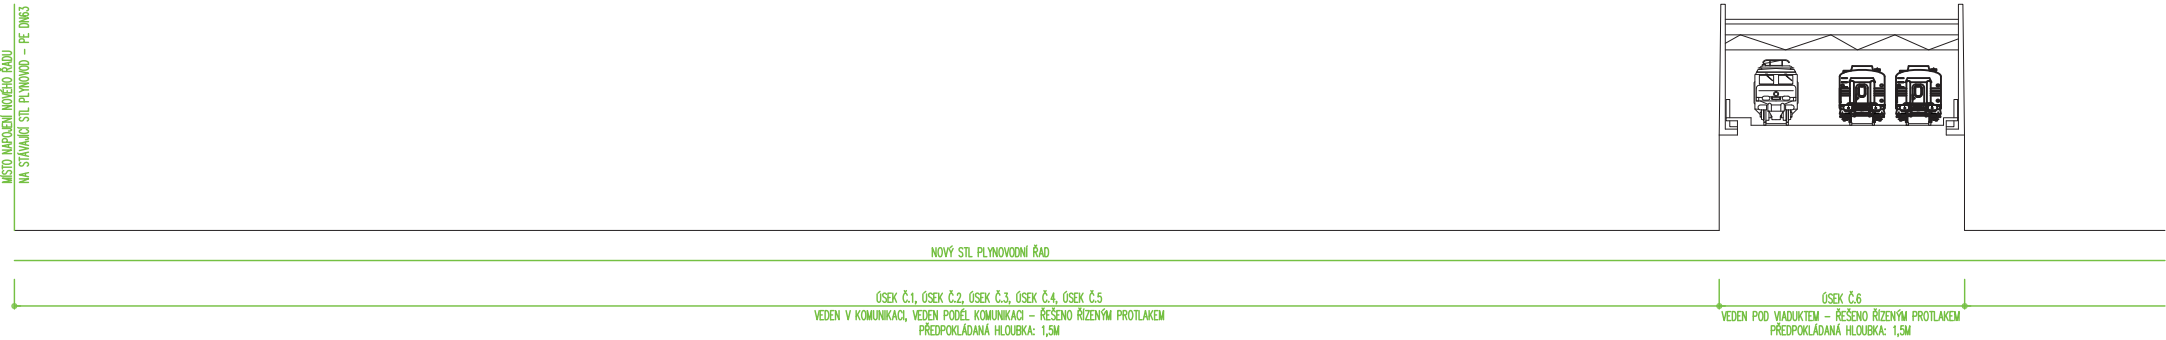 MÍSTO NAPOJENÍ NOVÉHO ŘADU
NA STÁVAJÍCÍ STL PLYNOVOD - PE DN63
NOVÝ STL PLYNOVODNÍ ŘAD
ÚSEK Č.1, ÚSEK Č.2, ÚSEK Č.3, ÚSEK Č.4, ÚSEK Č.5
VEDEN V KOMUNIKACI, VEDEN PODÉL KOMUNIKACI - ŘEŠENO ŘÍZENÝM PROTLAKEM
PŘEDPOKLÁDANÁ HLOUBKA: 1,5M
ÚSEK Č.6
VEDEN POD VIADUKTEM - ŘEŠENO ŘÍZENÝM PROTLAKEM
PŘEDPOKLÁDANÁ HLOUBKA: 1,5M